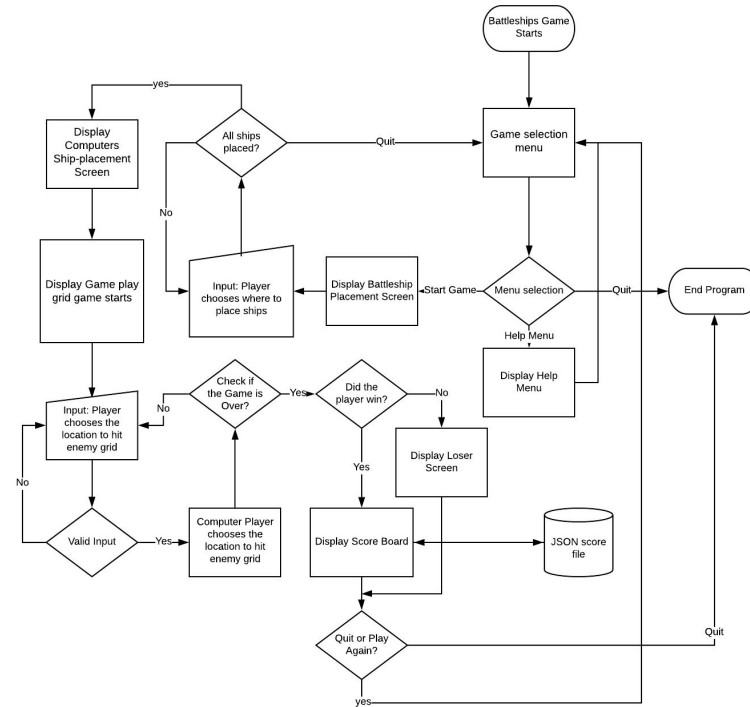 Battleships Game
Starts
yes
Display
Computers
Ship-placement
Screen
All ships
placed?
Quit
Game selection
menu
No
Display Game play
grid game starts
Input: Player
chooses where to
place ships
Display Battleship
Placement Screen
Start Game
Menu selection
Quit
End Program
Help Menu
Display Help
Menu
Input: Player
chooses the
location to hit
enemy grid
No
Check if
the Game is
Over?
Yes
Did the
player win?
No
Display Loser
Screen
Yes
No
Valid Input
Yes
Computer Player
chooses the
location to hit
enemy grid
Display Score Board
JSON score
file
Quit or Play
Again?
Quit
yes